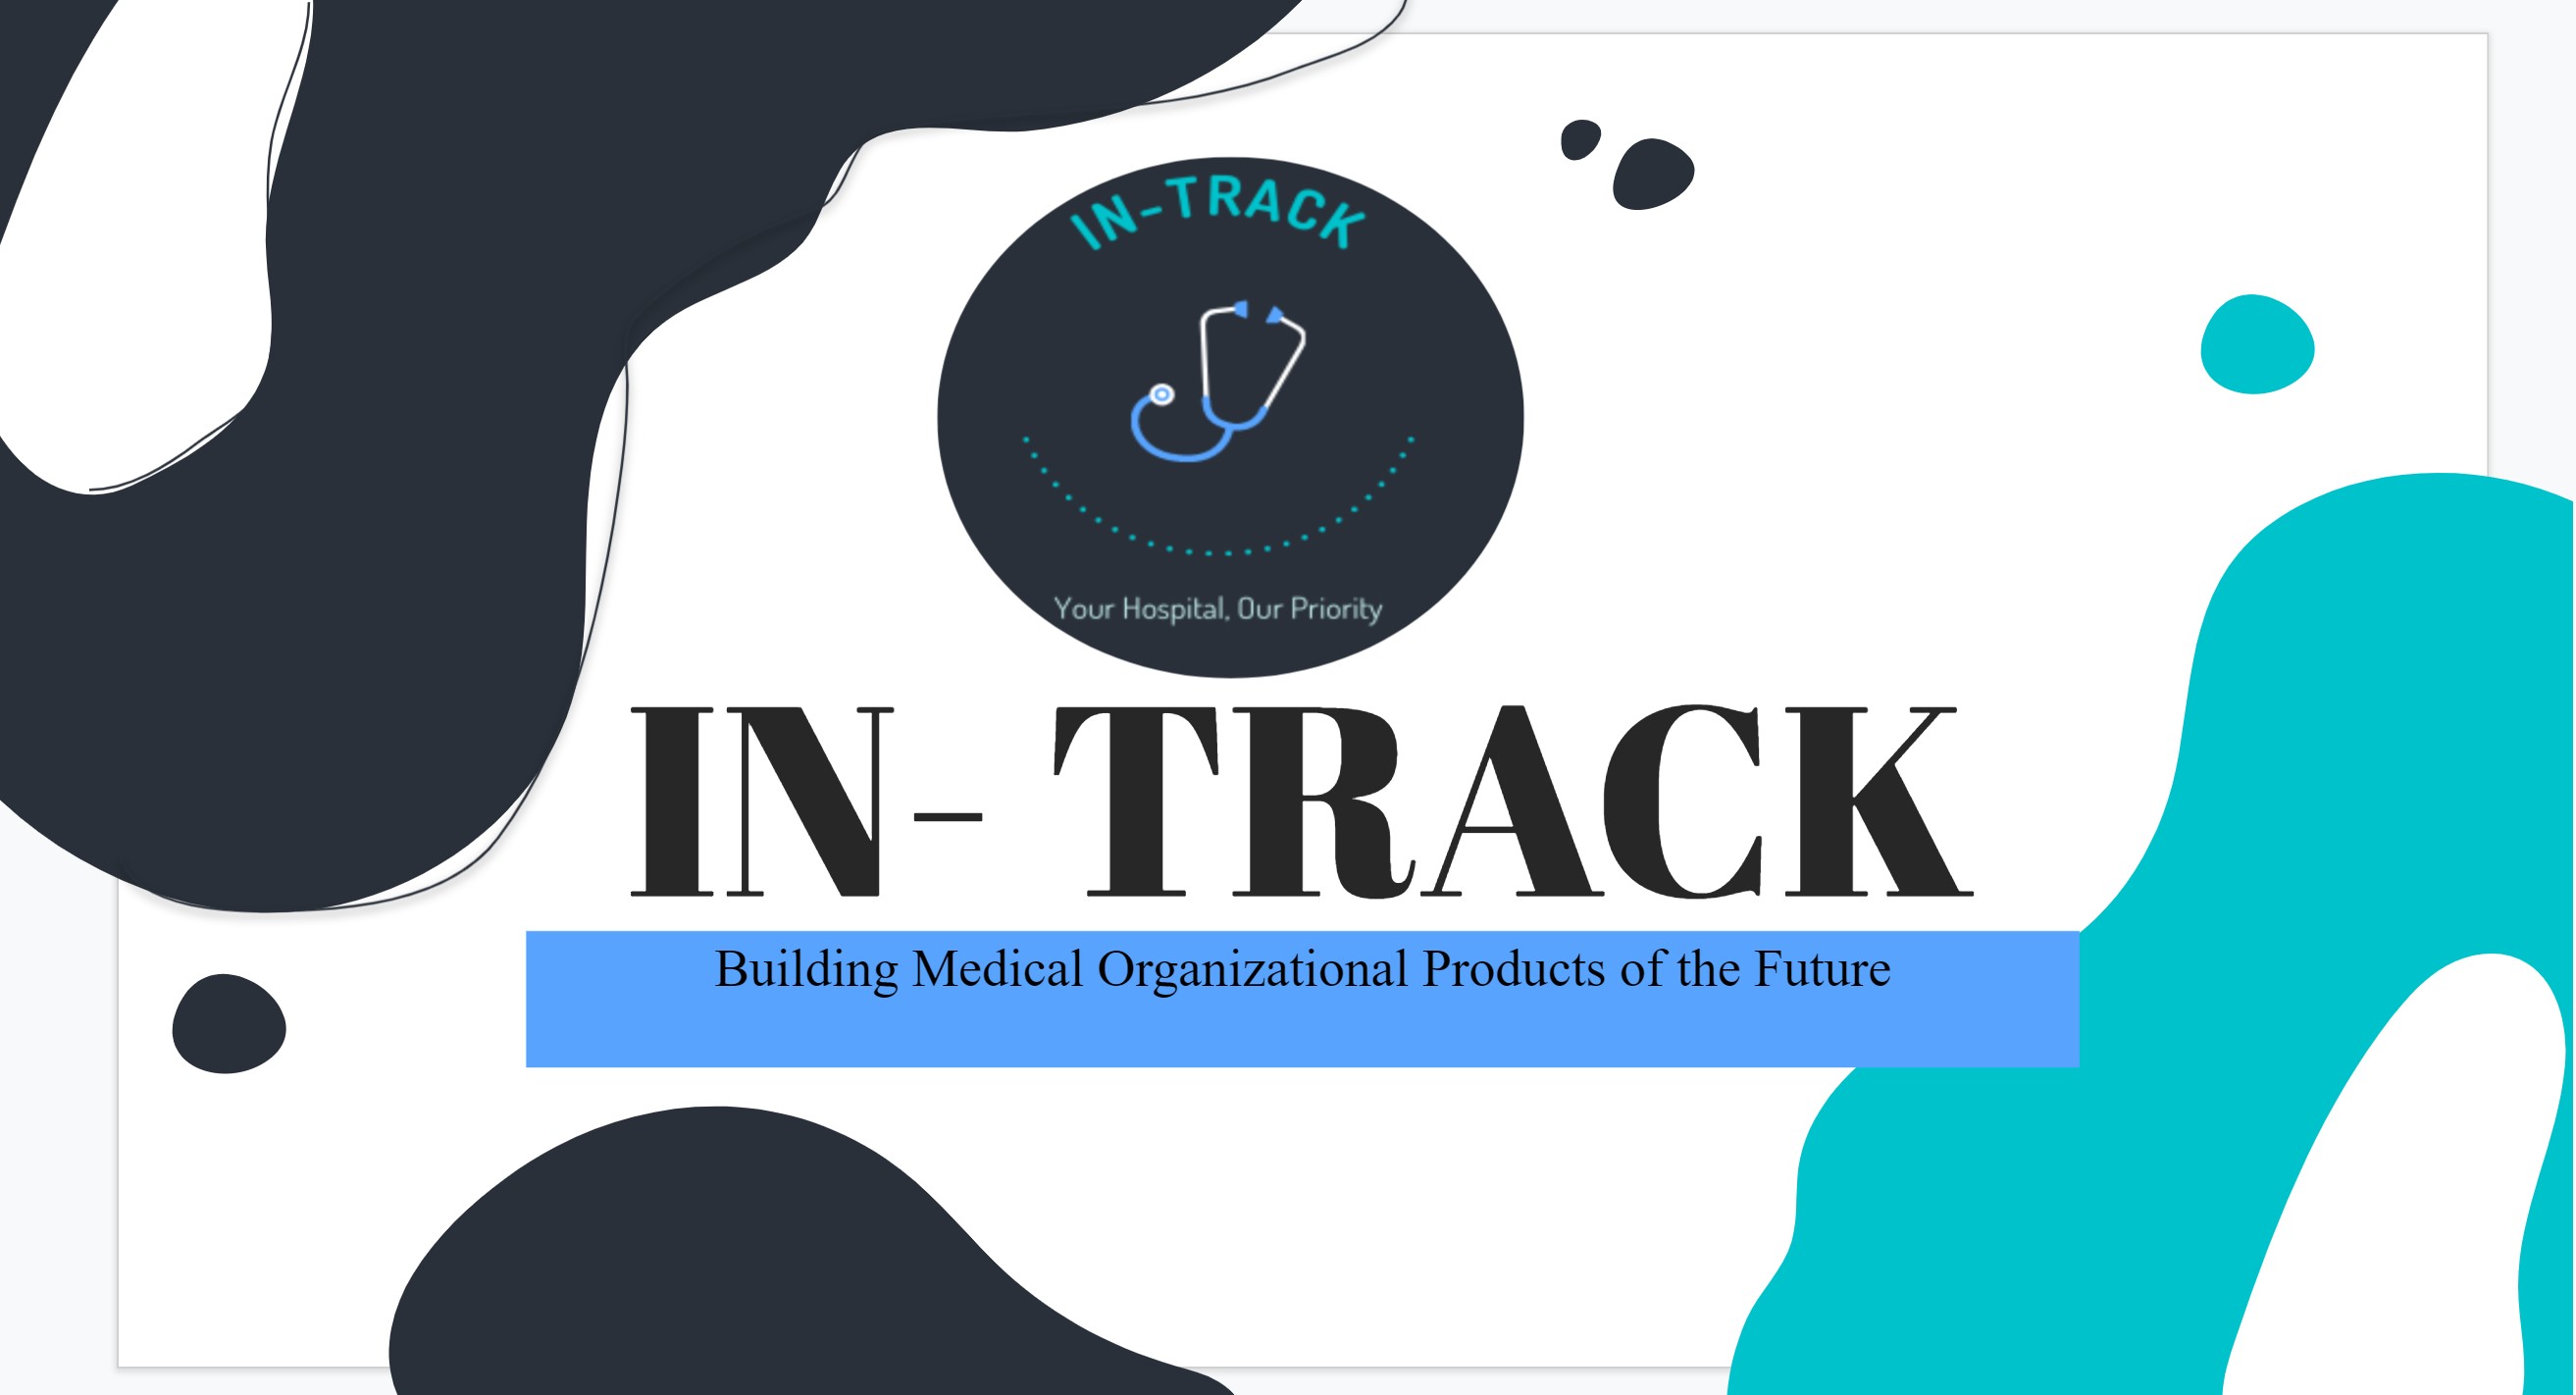 IN-TRACK
Your Hospital, Our Priority
IN- TRACK
Building Medical Organizational Products of the Future